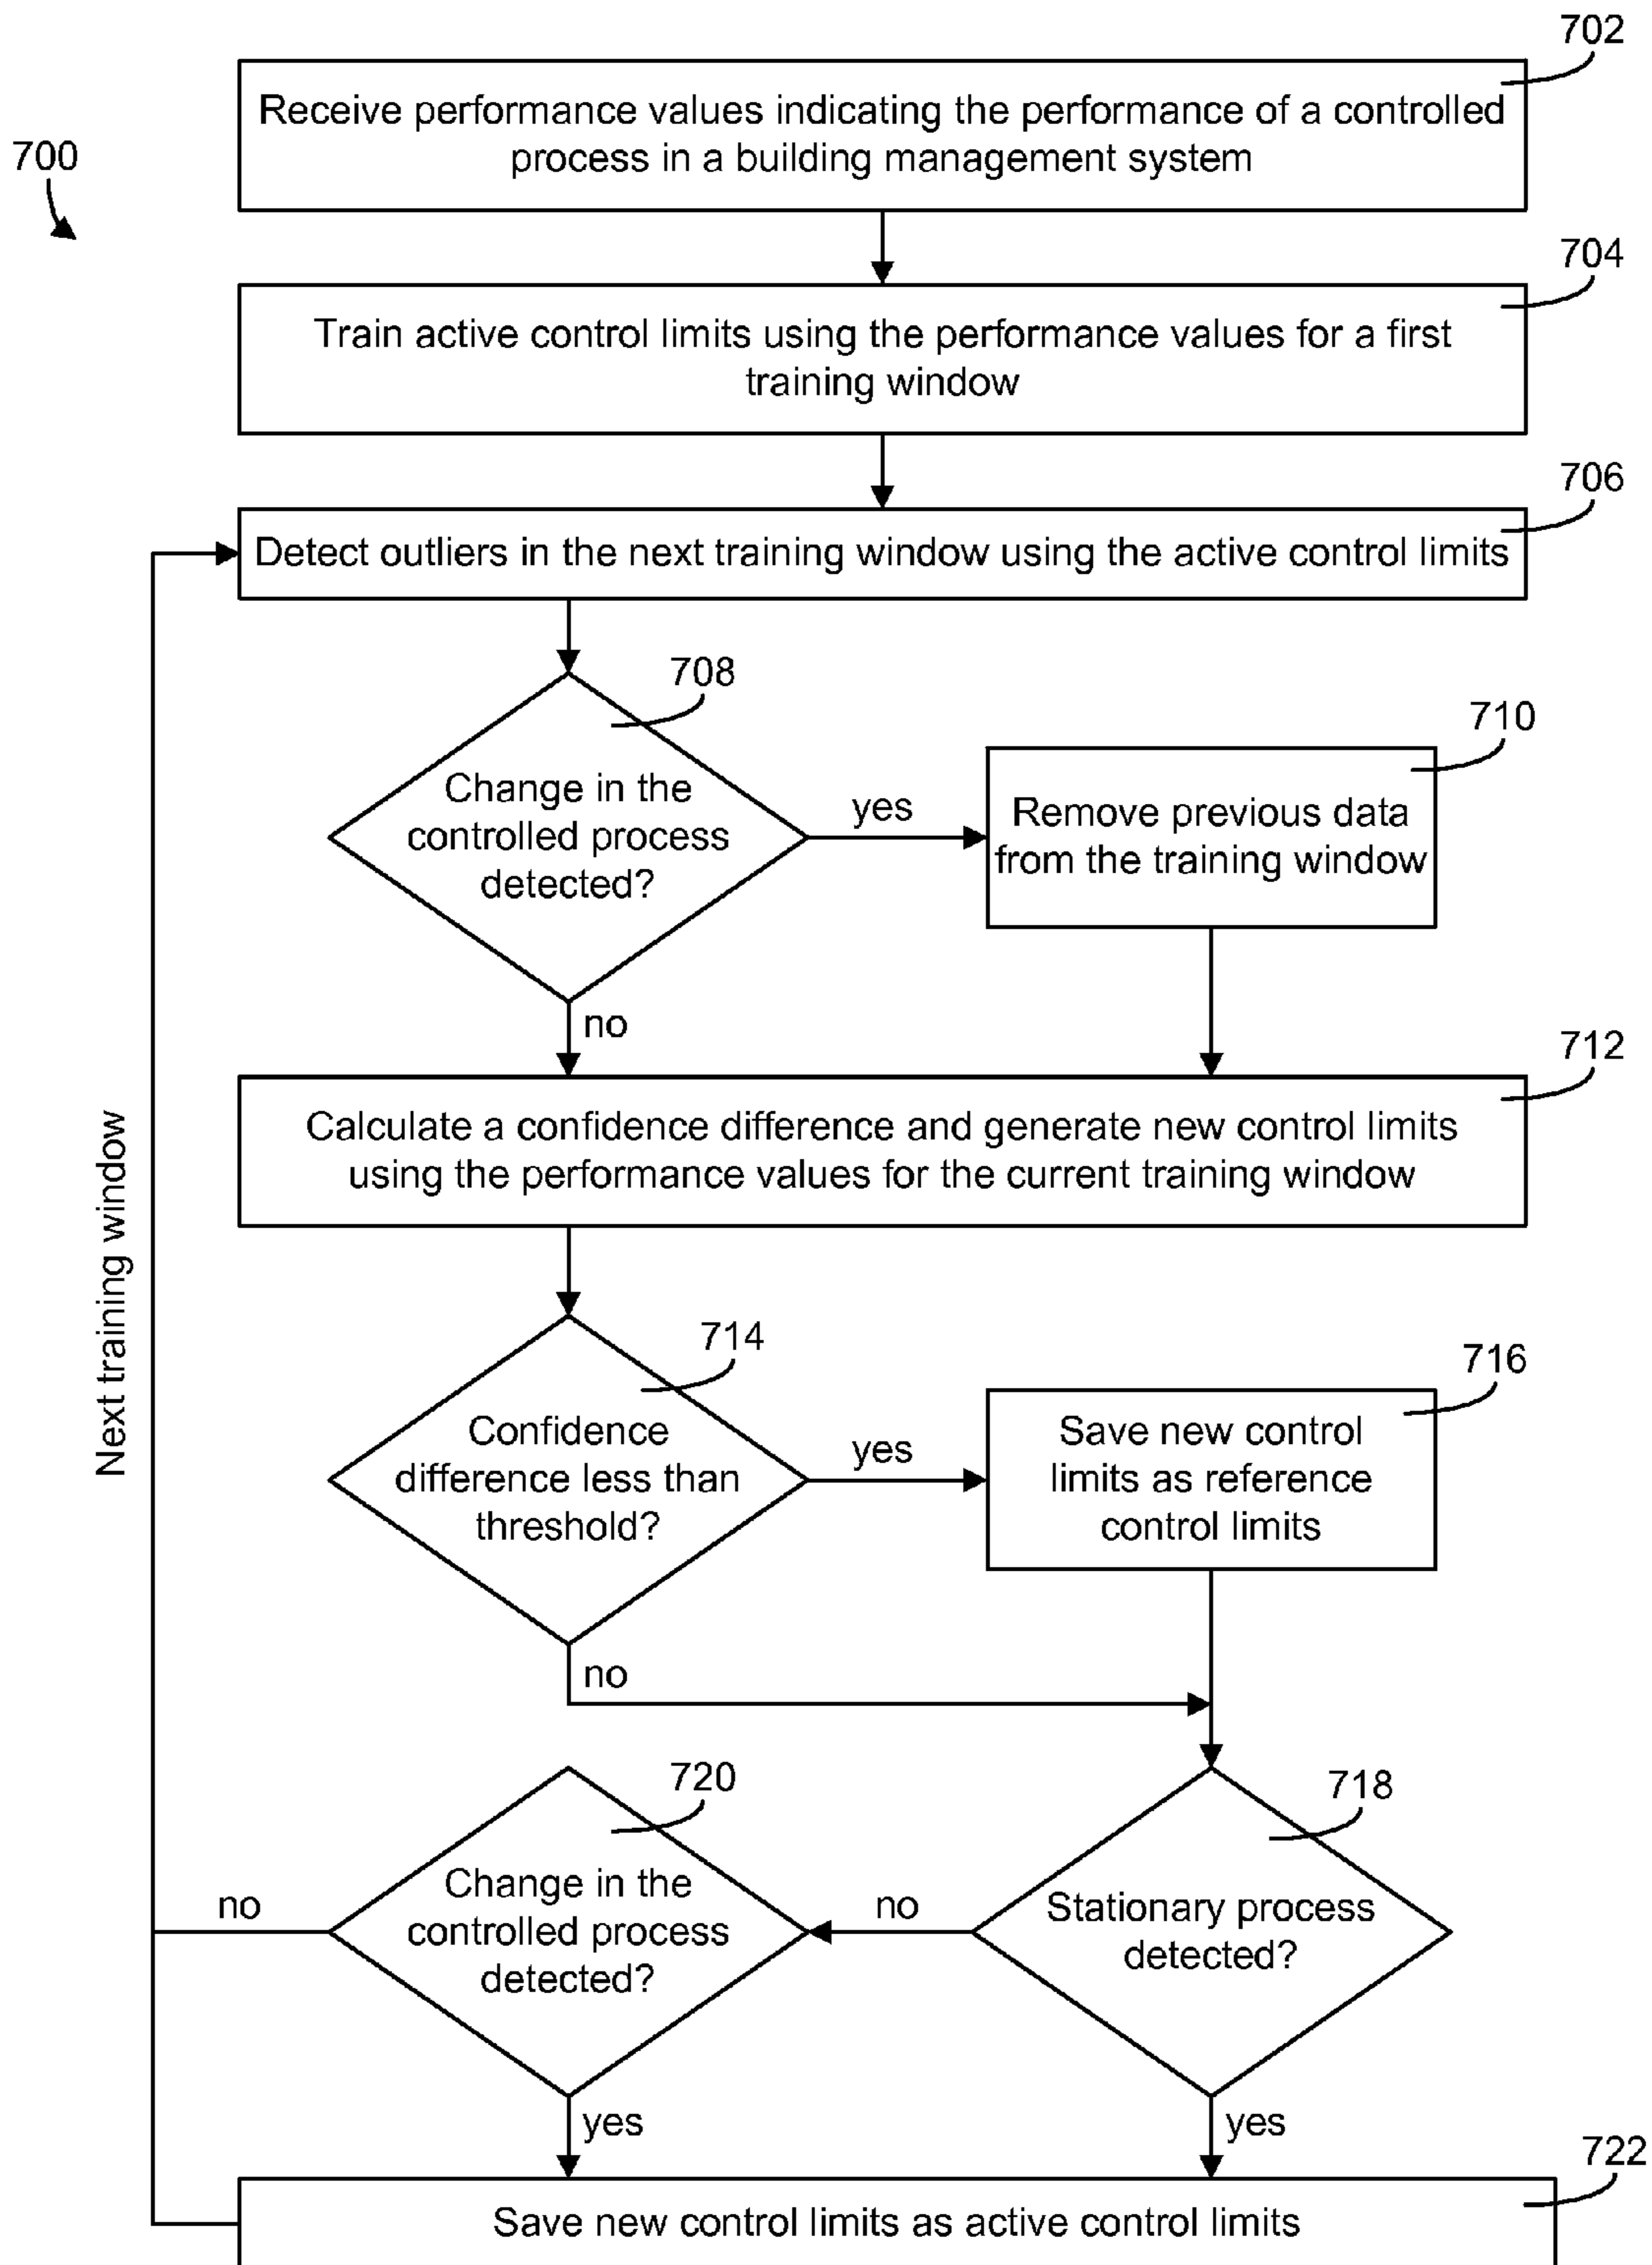 702
Receive performance values indicating the performance of a controlled
process in a building management system
700
704
Train active control limits using the performance values for a first
training window
706
Detect outliers in the next training window using the active control limits
708
Change in the
controlled process
detected?
yes
710
Remove previous data
from the training window
no
712
Calculate a confidence difference and generate new control limits
using the performance values for the current training window
Next training window
714
Confidence
difference less than
threshold?
yes
716
Save new control
limits as reference
control limits
no
718
Stationary process
detected?
no
720
Change in the
controlled process
detected?
no
yes
yes
722
Save new control limits as active control limits